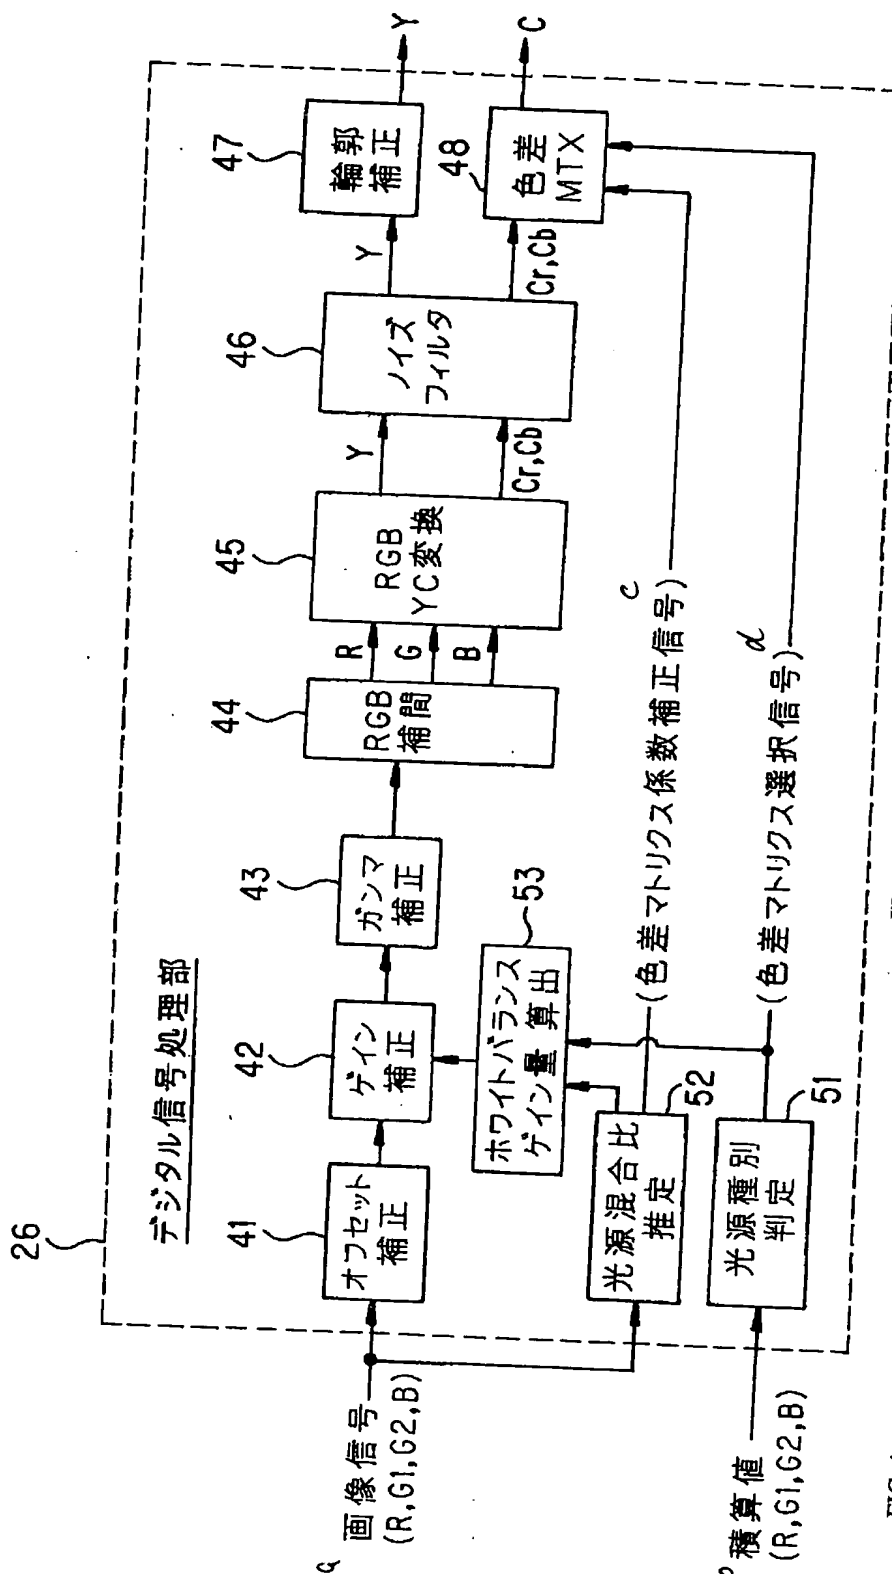 26
デジタル信号処理部
画像信号
(R,G1,G2,B)
41
オフセット
補正
42
ゲイン
補正
43
ガンマ
補正
44
RGB
補間
R
G
B
45
RGB
YC変換
Y
Cr,Cb
46
ノイズ
フィルタ
Y
Cr,Cb
47
輪郭
補正
Y
48
色差
MTX
C
53
ホワイトバランス
ゲイン量 算出
52
光源混合比
推定
(色差マトリクス係数補正信号)
c
積算値
(R,G1,G2,B)
51
光源種別
判定
(色差マトリクス選択信号)
d